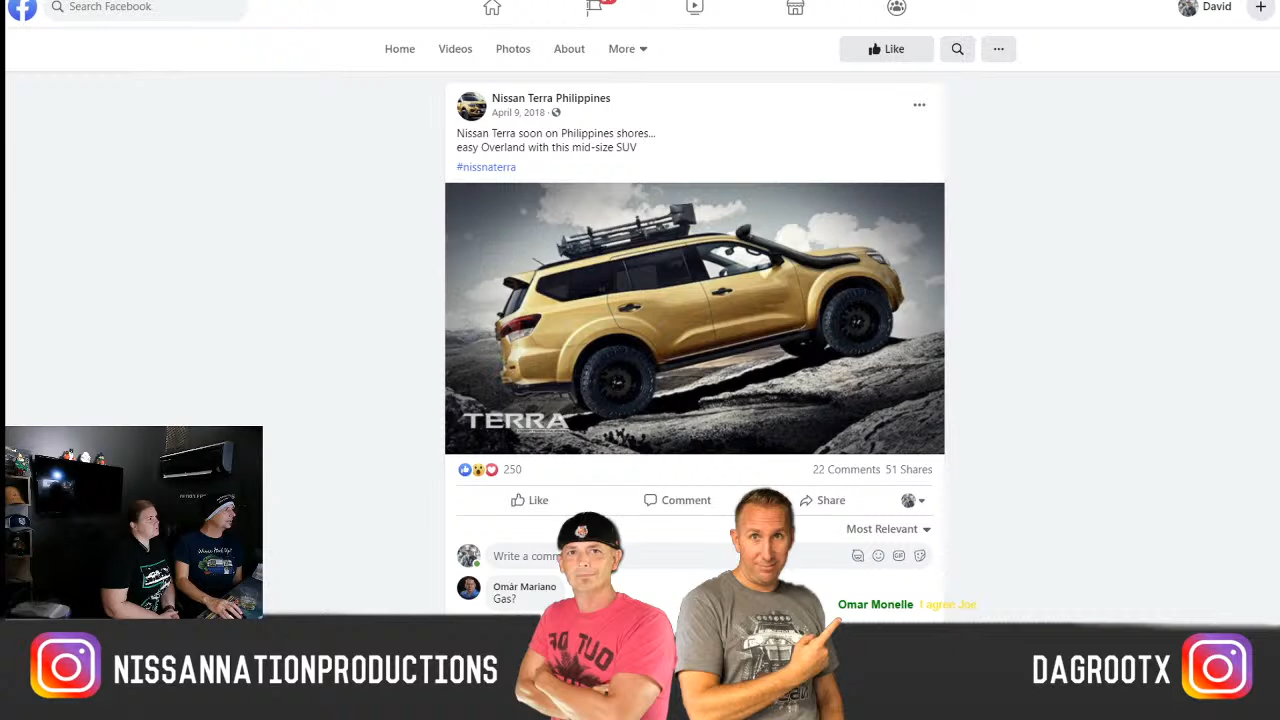 Search Facebook
David
Home
Videos
Photos
About
More
Like
Nissan Terra Philippines
April 9, 2018
Nissan Terra soon on Philippines shores...
easy Overland with this mid-size SUV
#nissnaterra
TERRA
250
22 Comments 51 Shares
Like
Comment
Share
Most Relevant
Write a comm
Omar Mariano
Gas?
Omar Monelle I agree Joe
NISSANNATIONPRODUCTIONS
DAGROOTX